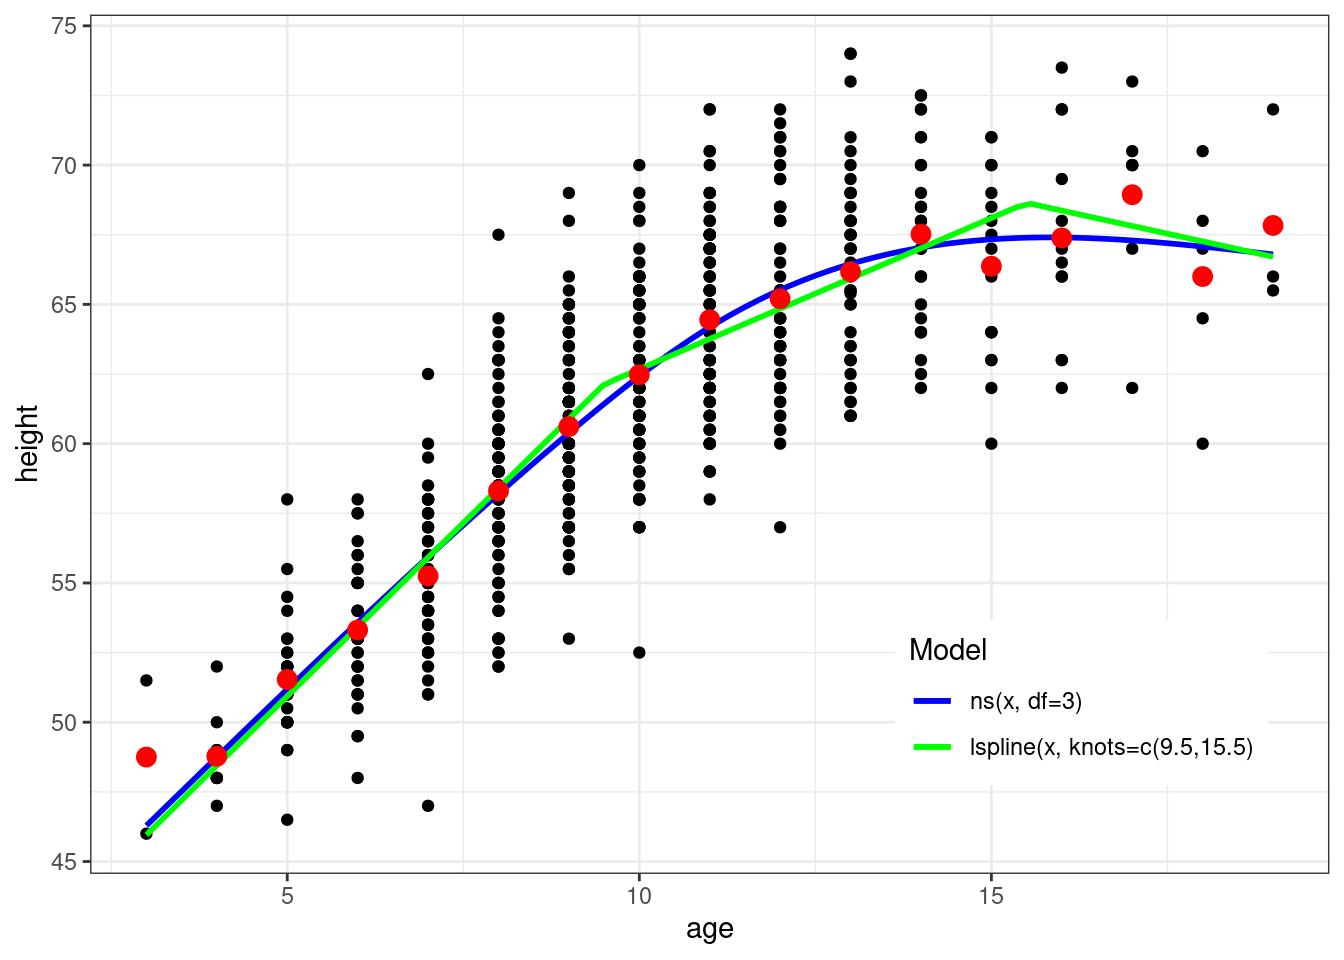 75
70
65
60
55
50
45
height
5
10
15
age
Model
ns(x, df=3)
lspline(x, knots=c(9.5,15.5)